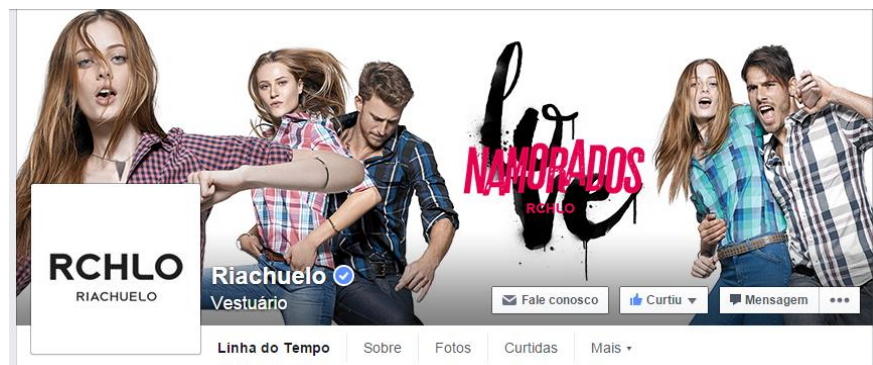 love
NAMORADOS
RCHLO
RCHLO
RIACHUELO
Riachuelo
Vestuário
Fale conosco
Curtiu
Mensagem
Linha do Tempo
Sobre
Fotos
Curtidas
Mais